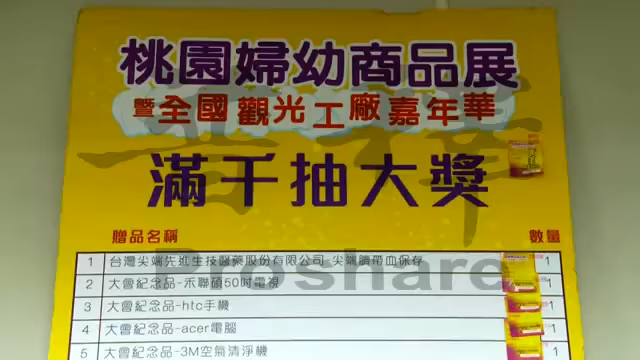 桃園婦幼商品展
暨全國觀光工廠嘉年華
滿千抽大獎
贈品名稱 數量
1 台灣尖端先進生技醫藥股份有限公司-尖端臍帶血保存 1
2 大會紀念品-禾聯碩50吋電視 1
3 大會紀念品-htc手機 1
4 大會紀念品-acer電腦 1
5 大會紀念品-3M空氣清淨機 1
Proshare